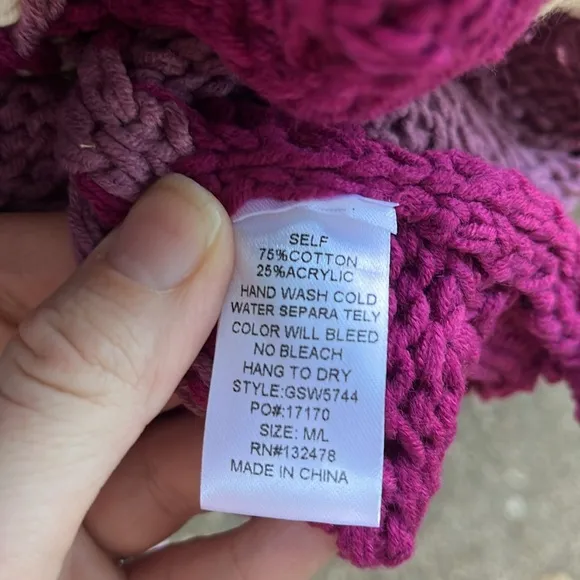 SELF
75%COTTON
25%ACRYLIC
HAND WASH COLD
WATER SEPARA TELY
COLOR WILL BLEED
NO BLEACH
HANG TO DRY
STYLE:GSW5744
PO#:17170
SIZE: M/L
RN#132478
MADE IN CHINA